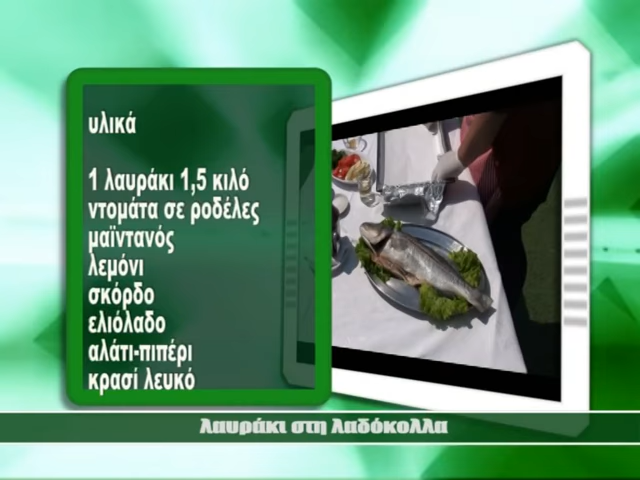 υλικά
1 λαυράκι 1,5 κιλό
ντομάτα σε ροδέλες
μαϊντανός
λεμόνι
σκόρδο
ελιόλαδο
αλάτι-πιπέρι
κρασί λευκό
λαυράκι στη λαδόκολλα